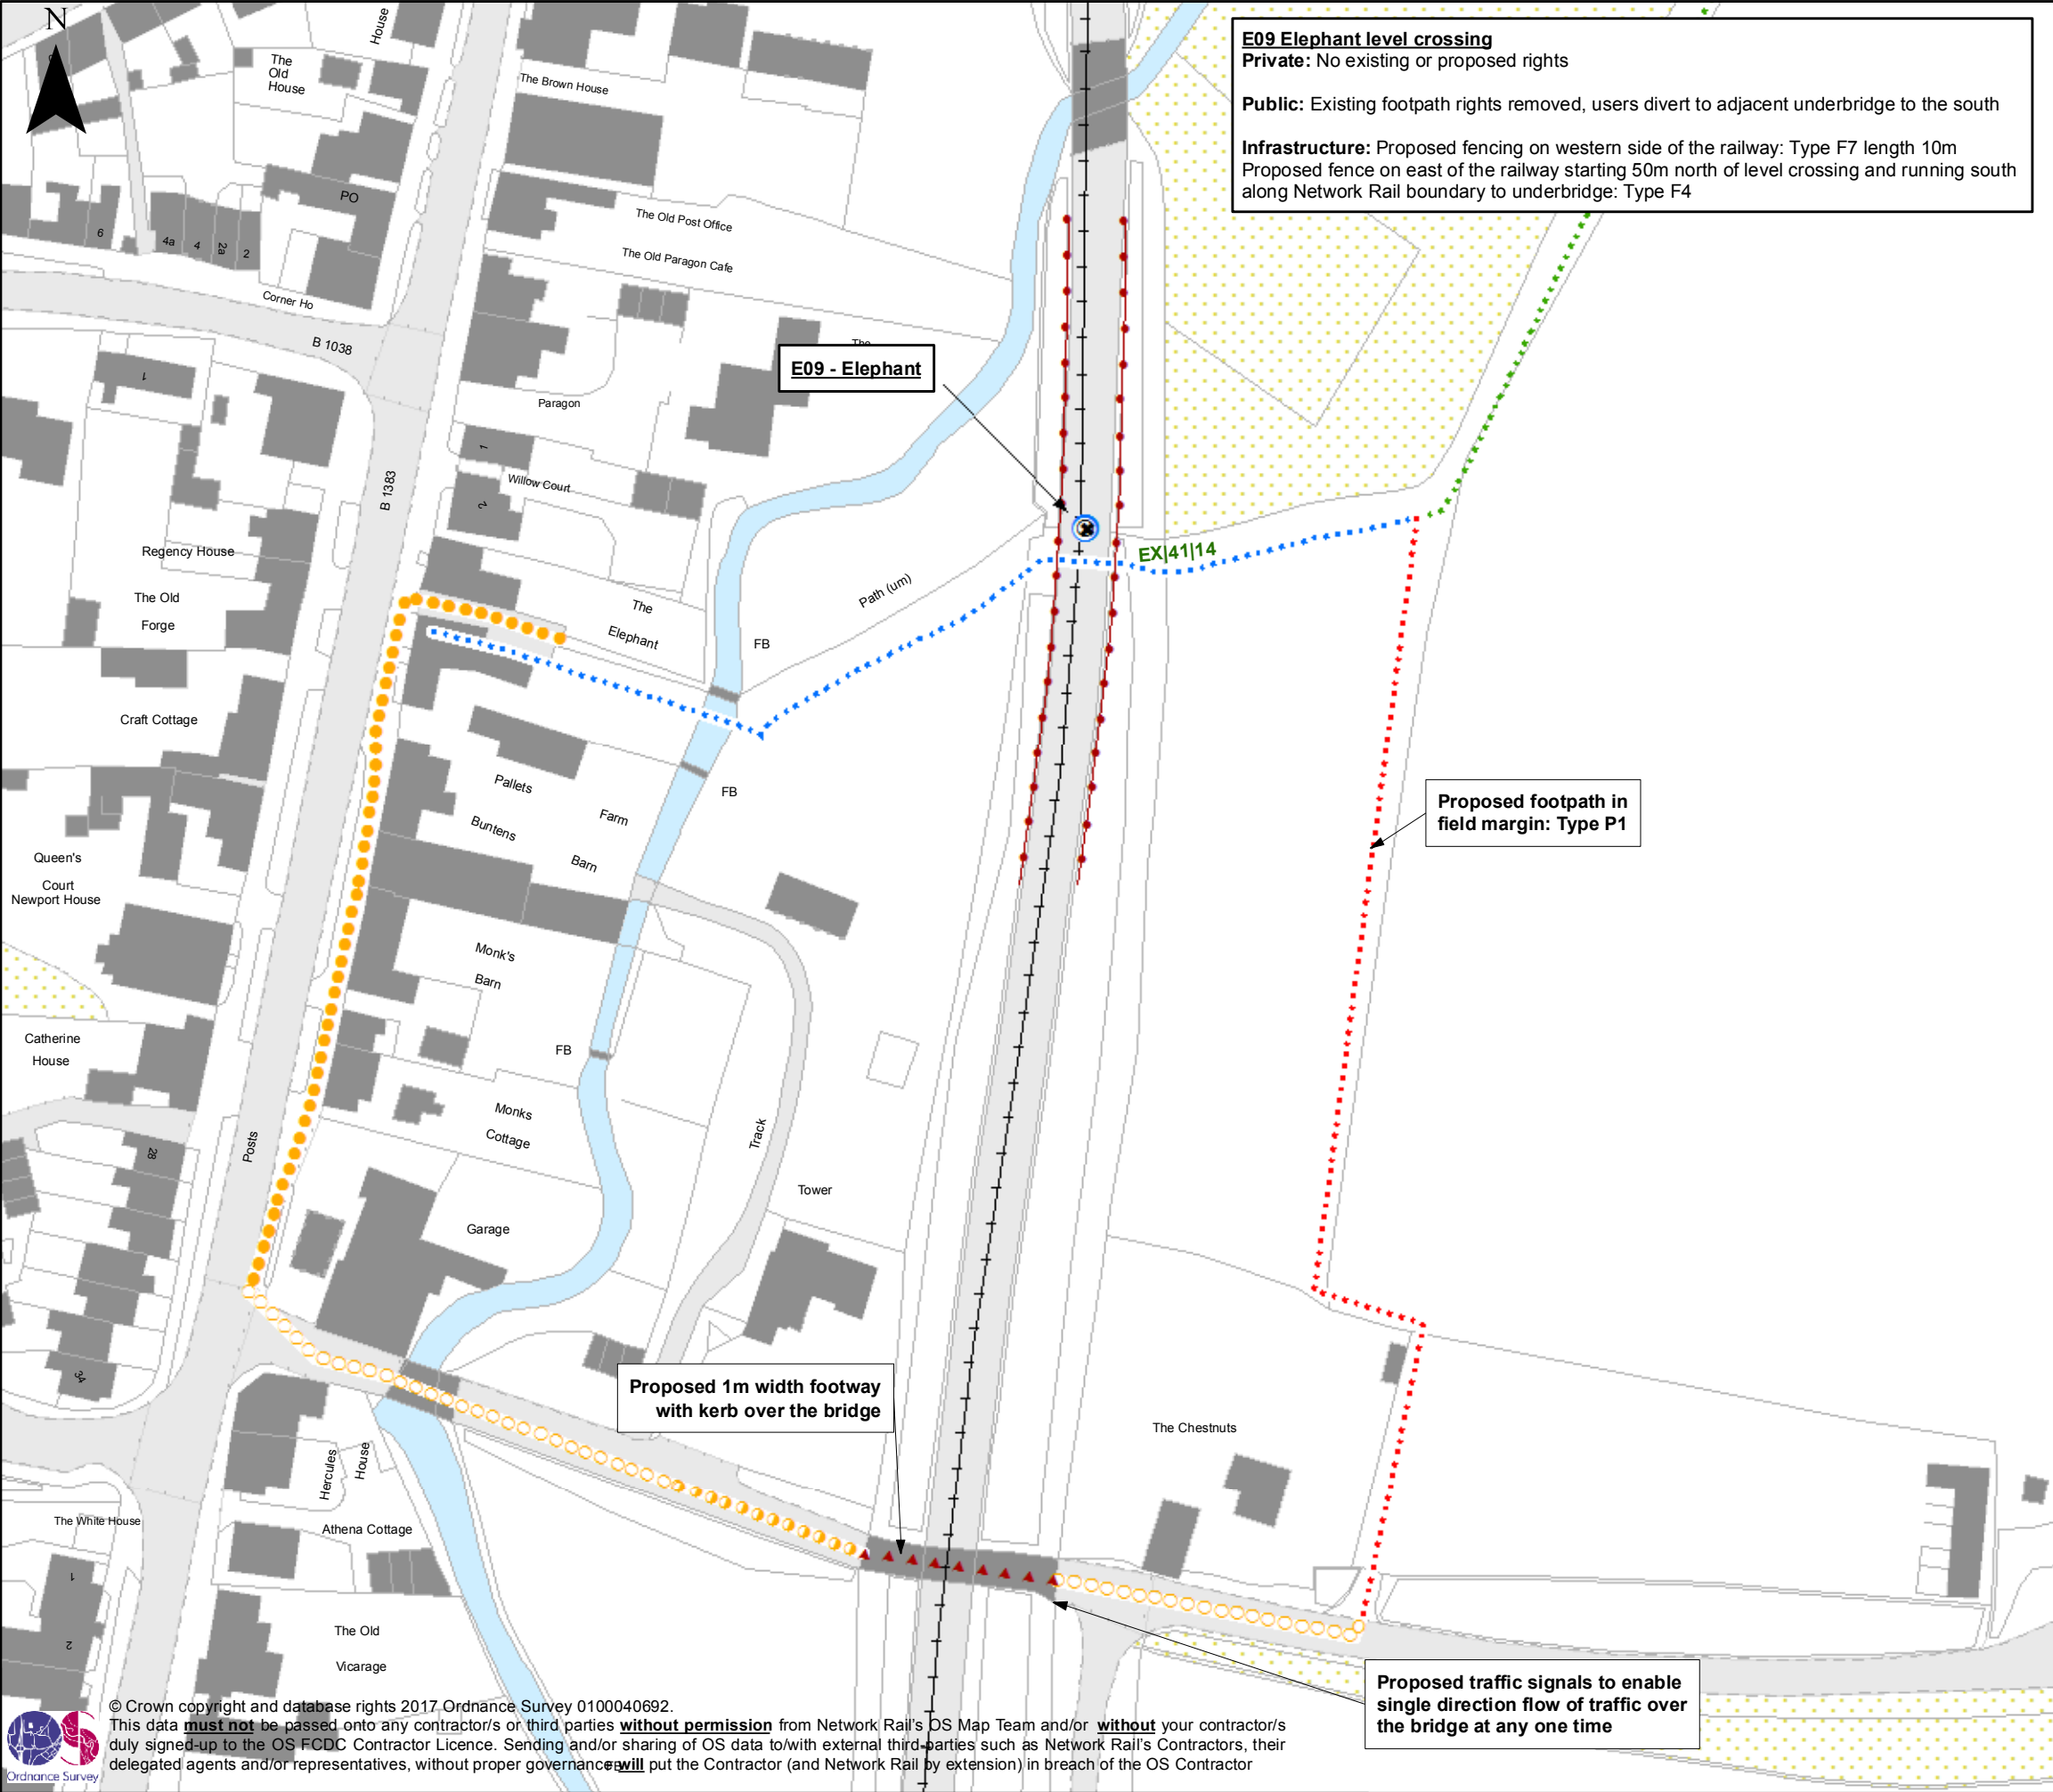 N
E09 Elephant level crossing
Private: No existing or proposed rights
Public: Existing footpath rights removed, users divert to adjacent underbridge to the south
Infrastructure: Proposed fencing on western side of the railway: Type F7 length 10m
Proposed fence on east of the railway starting 50m north of level crossing and running south
along Network Rail boundary to underbridge: Type F4
House
The
Old
House
The Brown House
PO
6
4a
4
2a
2
The Old Post Office
The Old Paragon Cafe
Corner Ho
B 1038
The
E09 - Elephant
1
Paragon
1
Willow Court
2
B 1383
Regency House
The Old
Forge
EX|41|14
Path (um)
The
Elephant
FB
Craft Cottage
Pallets
FB
Buntens
Farm
Barn
Proposed footpath in
field margin: Type P1
Queen's
Court
Newport House
Monk's
Barn
Catherine
House
FB
Monks
Cottage
Track
Posts
28
Tower
Garage
34
Proposed 1m width footway
with kerb over the bridge
The Chestnuts
Hercules
House
The White House
Athena Cottage
1
2
The Old
Vicarage
Proposed traffic signals to enable
single direction flow of traffic over
the bridge at any one time
© Crown copyright and database rights 2017 Ordnance Survey 0100040692.
This data must not be passed onto any contractor/s or third parties without permission from Network Rail's OS Map Team and/or without your contractor/s
duly signed-up to the OS FCDC Contractor Licence. Sending and/or sharing of OS data to/with external third-parties such as Network Rail's Contractors, their
delegated agents and/or representatives, without proper governance will put the Contractor (and Network Rail by extension) in breach of the OS Contractor
Ordnance Survey